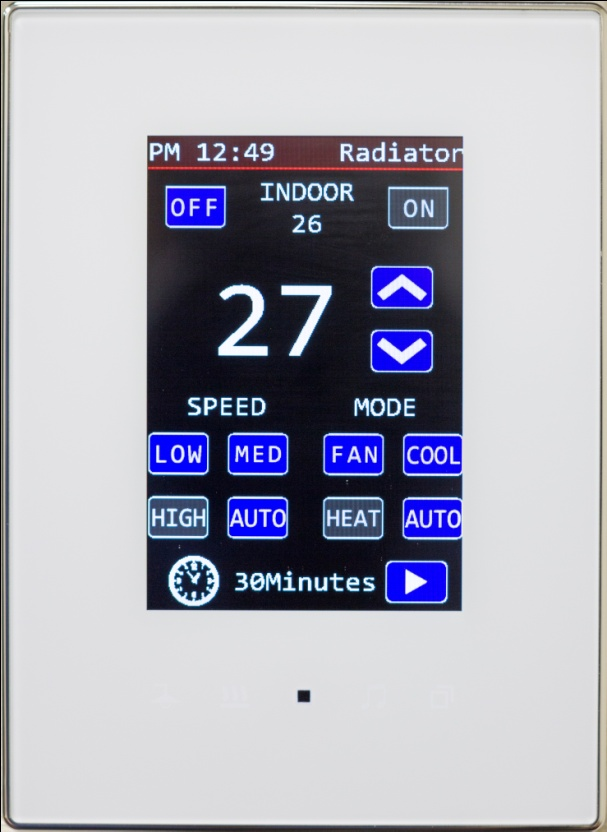 PM 12:49 Radiator
OFF INDOOR ON
26
27
SPEED MODE
LOW MED FAN COOL
HIGH AUTO HEAT AUTO
30Minutes